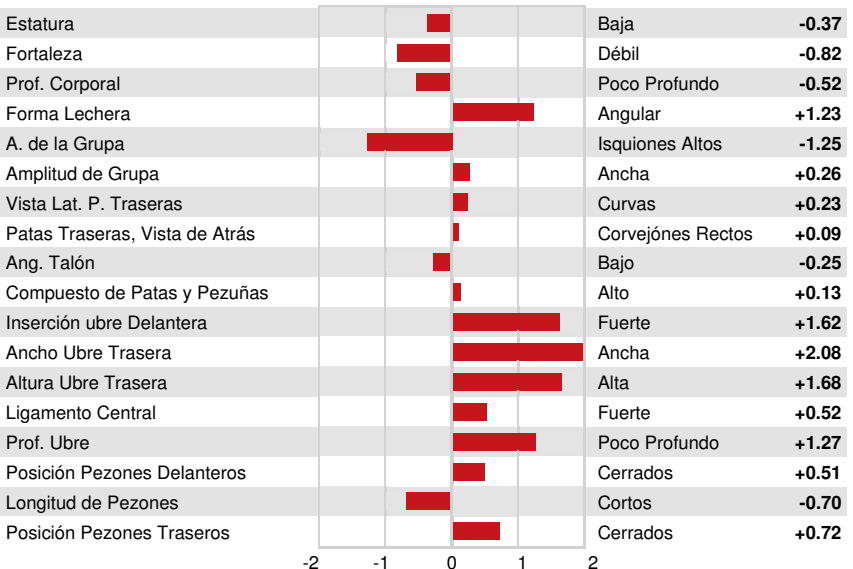 Estatura Baja -0.37
Fortaleza Débil -0.82
Prof. Corporal Poco Profundo -0.52
Forma Lechera Angular +1.23
A. de la Grupa Isquiones Altos -1.25
Amplitud de Grupa Ancha +0.26
Vista Lat. P. Traseras Curvas +0.23
Patas Traseras, Vista de Atrás Corvejónes Rectos +0.09
Ang. Talón Bajo -0.25
Compuesto de Patas y Pezuñas Alto +0.13
Inserción ubre Delantera Fuerte +1.62
Ancho Ubre Trasera Ancha +2.08
Altura Ubre Trasera Alta +1.68
Ligamento Central Fuerte +0.52
Prof. Ubre Poco Profundo +1.27
Posición Pezones Delanteros Cerrados +0.51
Longitud de Pezones Cortos -0.70
Posición Pezones Traseros Cerrados +0.72
-2 -1 0 1 2